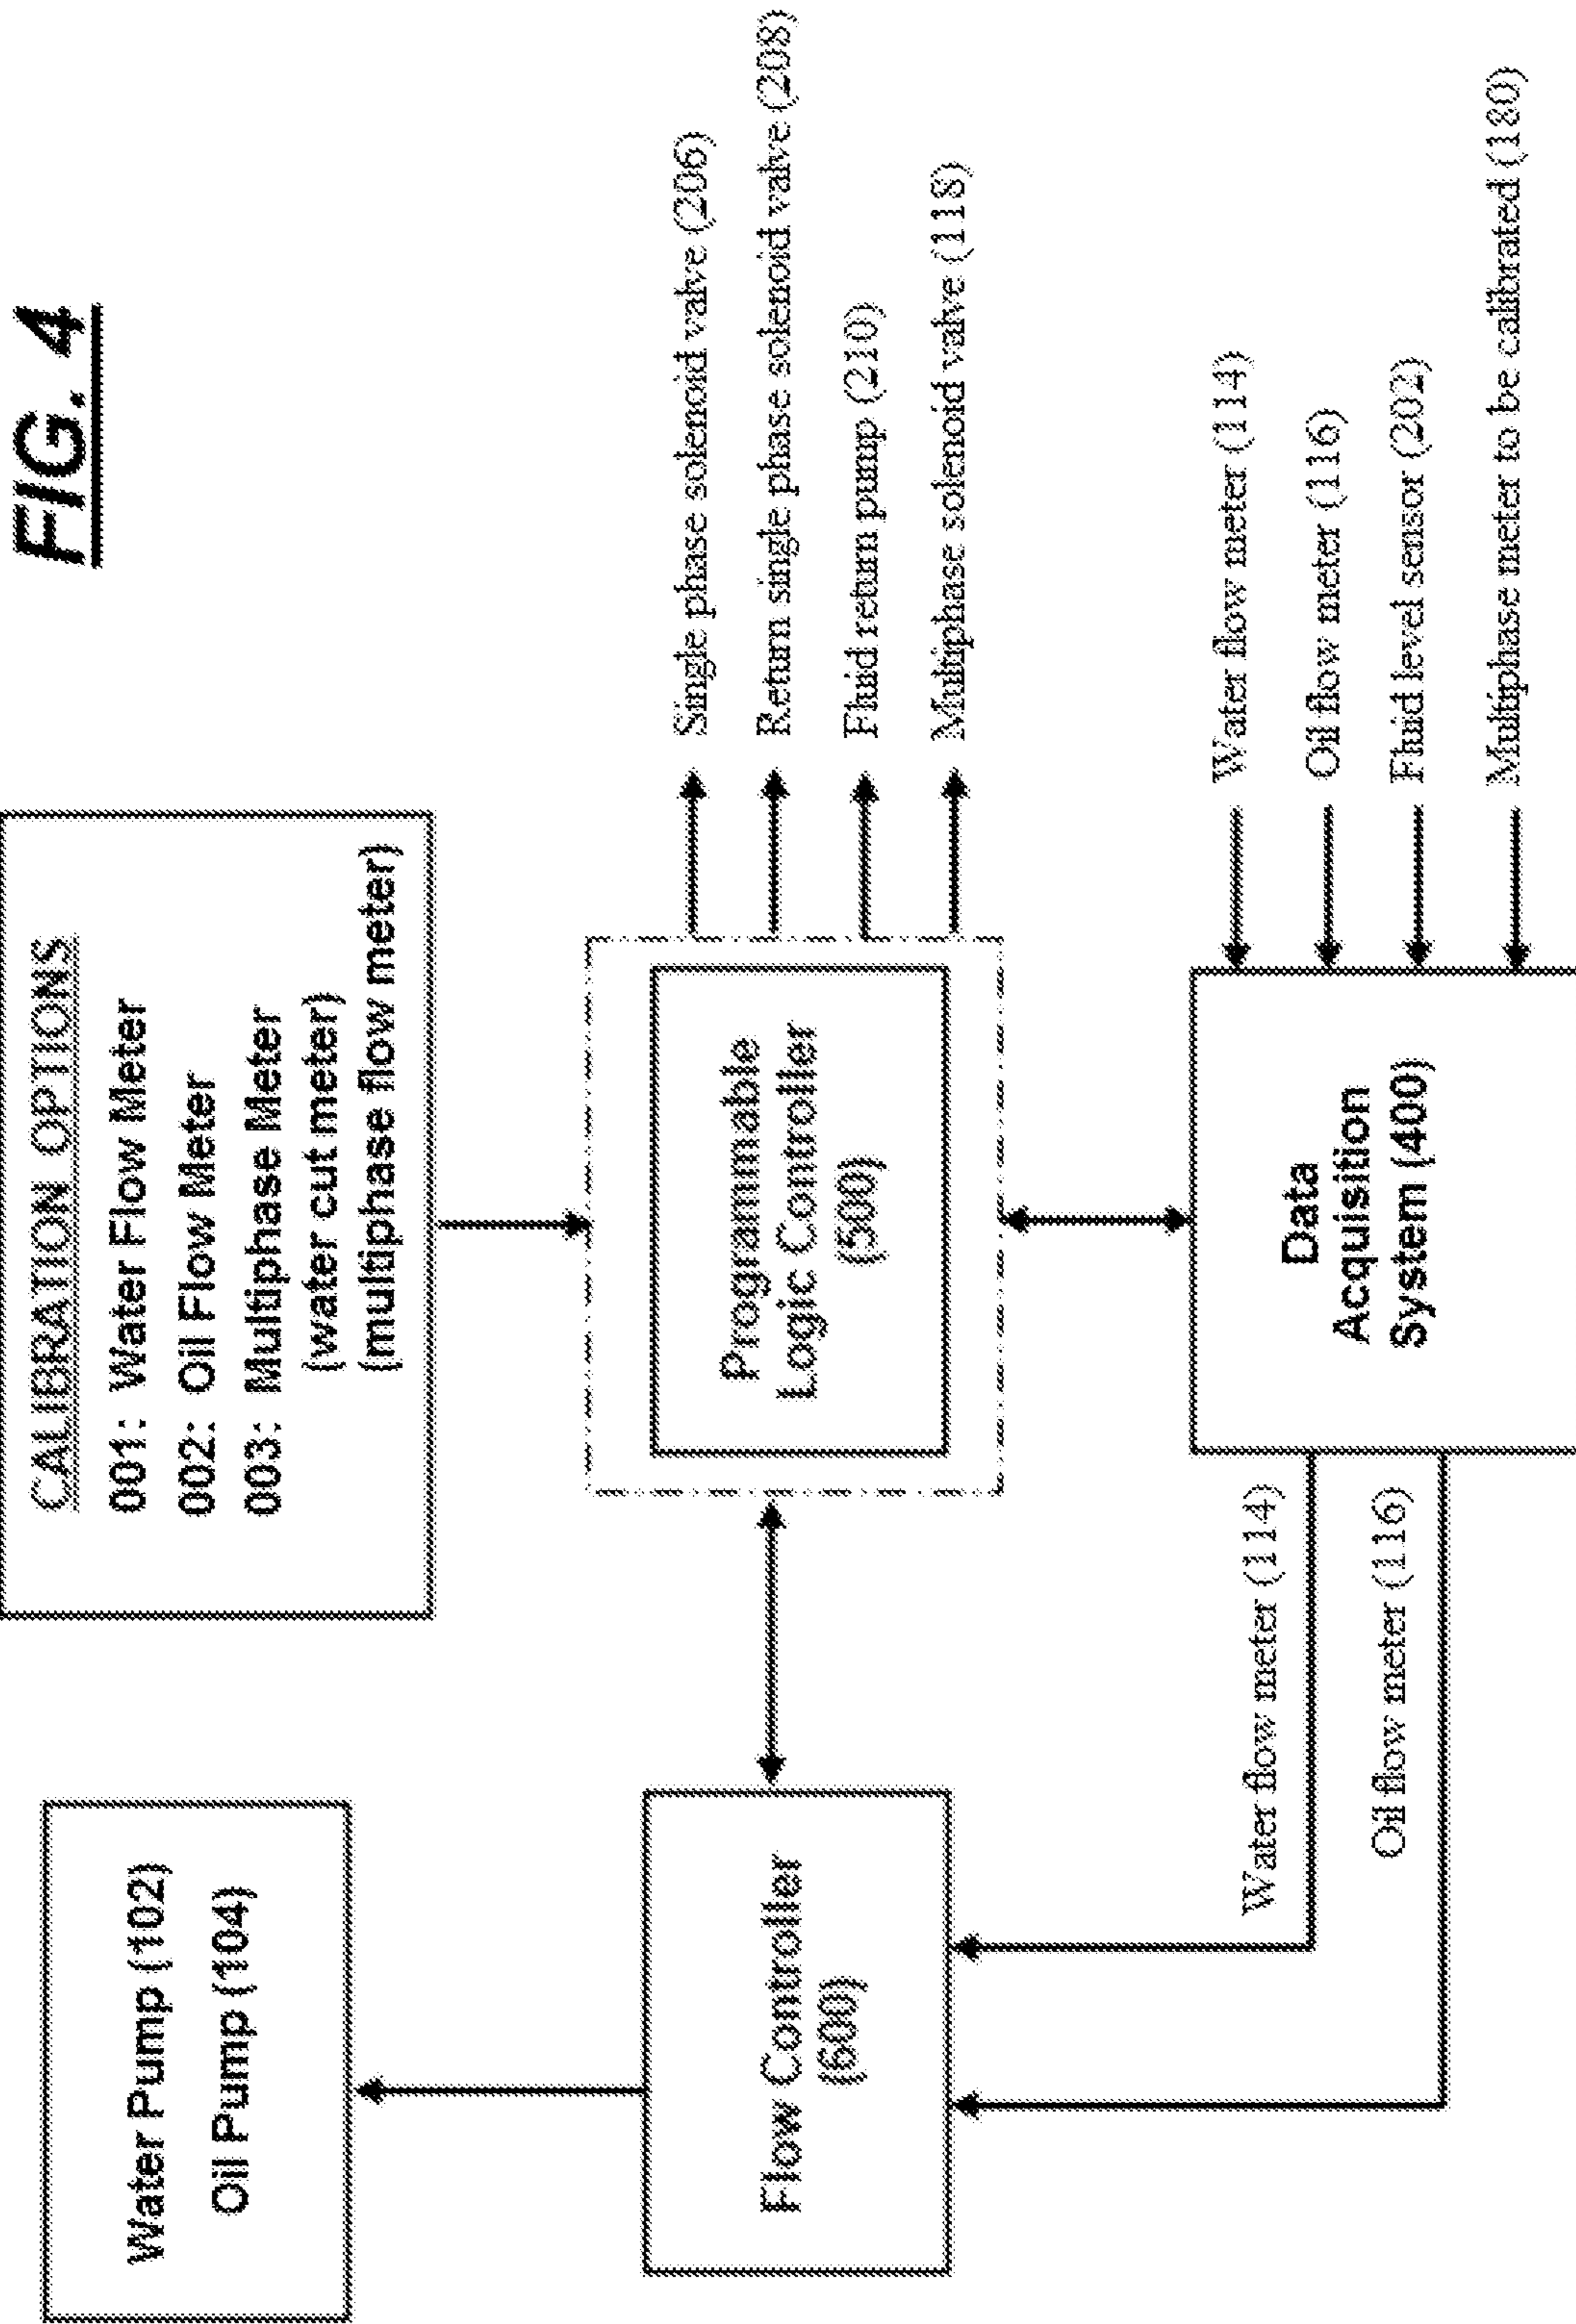 FIG. 4
CALIBRATION OPTIONS
001: Water Flow Meter
002: Oil Flow Meter
003: Multiphase Meter
(water cut meter)
(multiphase flow meter)
Water Pump (102)
Oil Pump (104)
Flow Controller
(600)
Programmable
Logic Controller
(500)
Single phase solenoid valve (206)
Return single phase solenoid valve (208)
Fluid return pump (210)
Multiphase solenoid valve (118)
Water flow meter (114)
Oil flow meter (116)
Data
Acquisition
System (400)
Water flow meter (114)
Oil flow meter (116)
Fluid level sensor (202)
Multiphase meter to be calibrated (180)